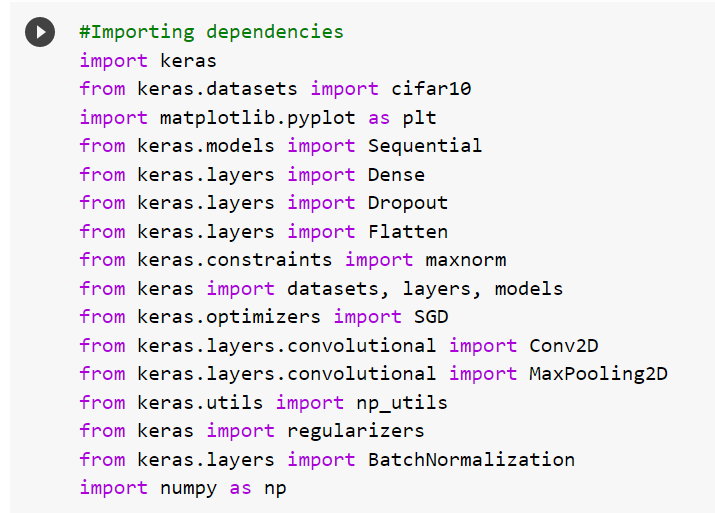 #Importing dependencies
import keras
from keras.datasets import cifar10
import matplotlib.pyplot as plt
from keras.models import Sequential
from keras.layers import Dense
from keras.layers import Dropout
from keras.layers import Flatten
from keras.constraints import maxnorm
from keras import datasets, layers, models
from keras.optimizers import SGD
from keras.layers.convolutional import Conv2D
from keras.layers.convolutional import MaxPooling2D
from keras.utils import np_utils
from keras import regularizers
from keras.layers import BatchNormalization
import numpy as np